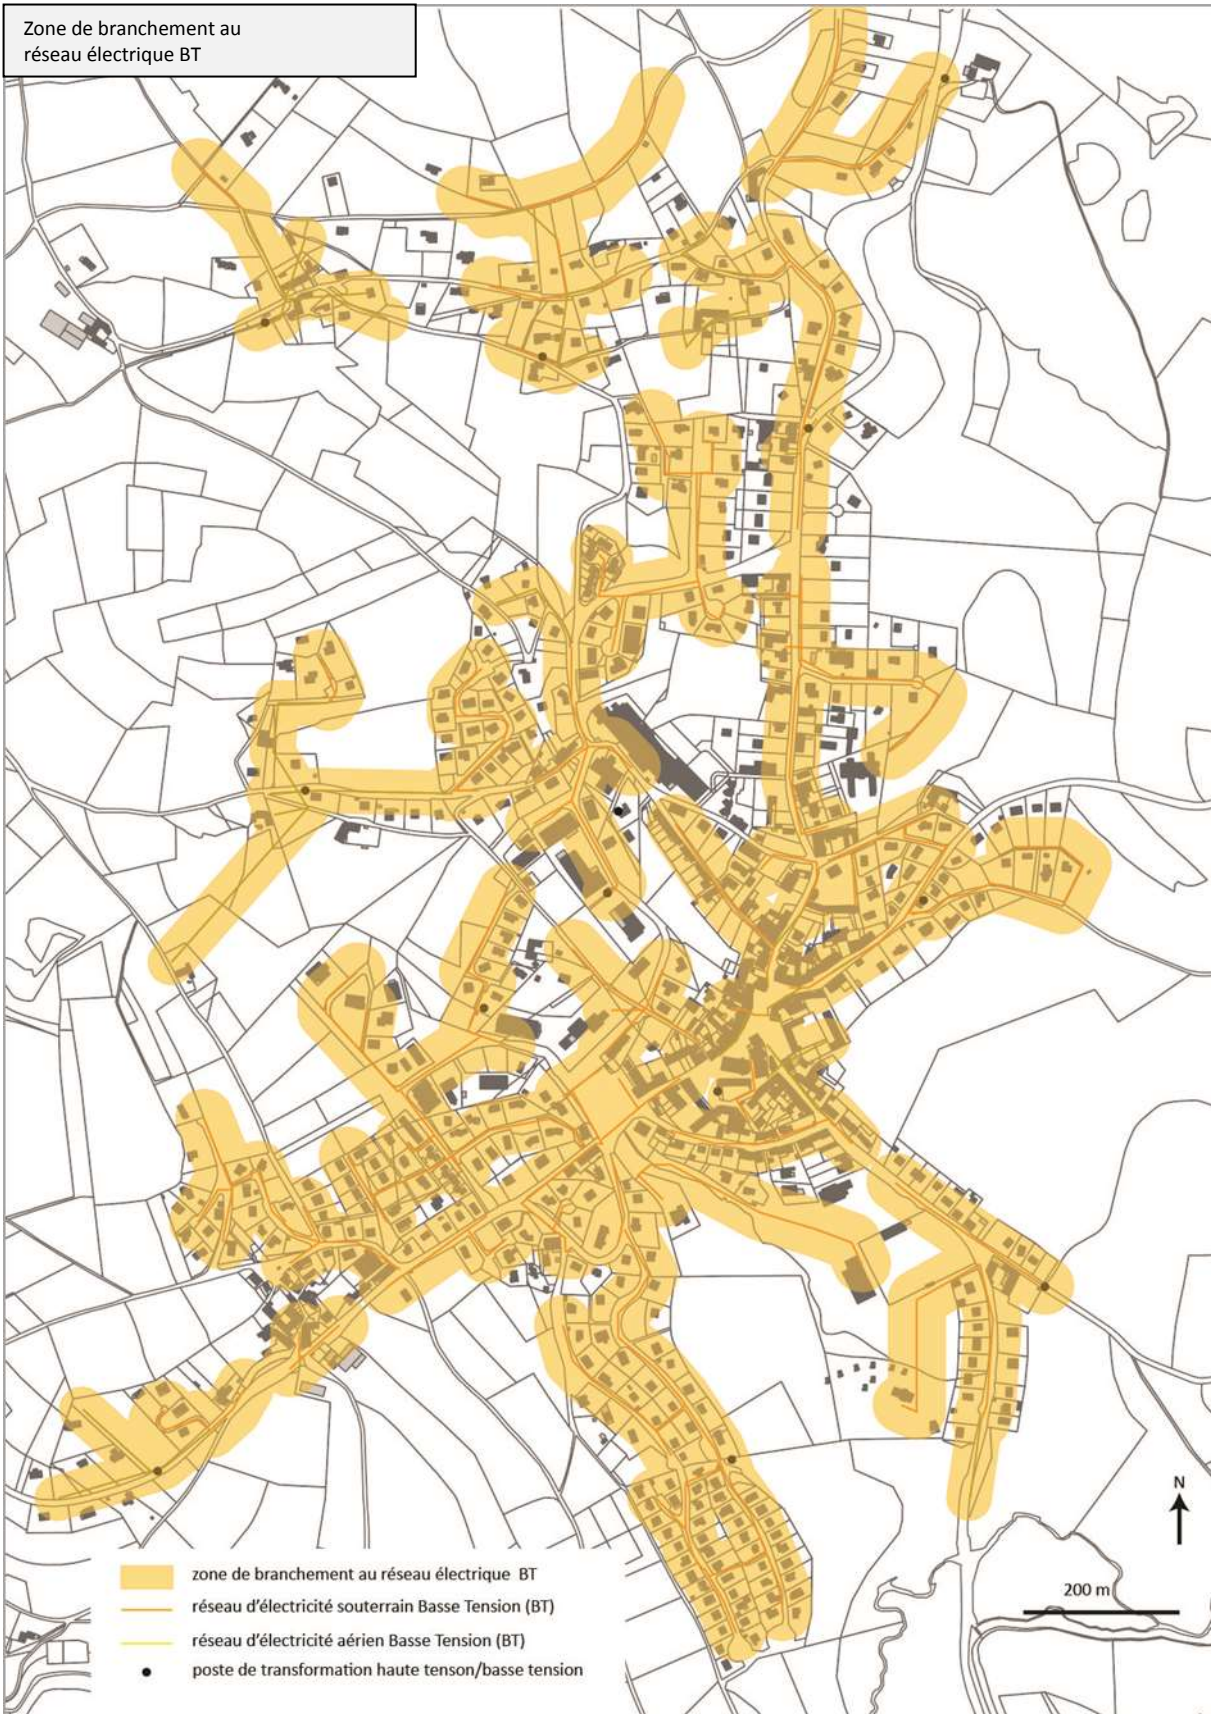 Zone de branchement au
réseau électrique BT
N
200 m
zone de branchement au réseau électrique BT
réseau d'électricité souterrain Basse Tension (BT)
réseau d'électricité aérien Basse Tension (BT)
poste de transformation haute tenson/basse tension